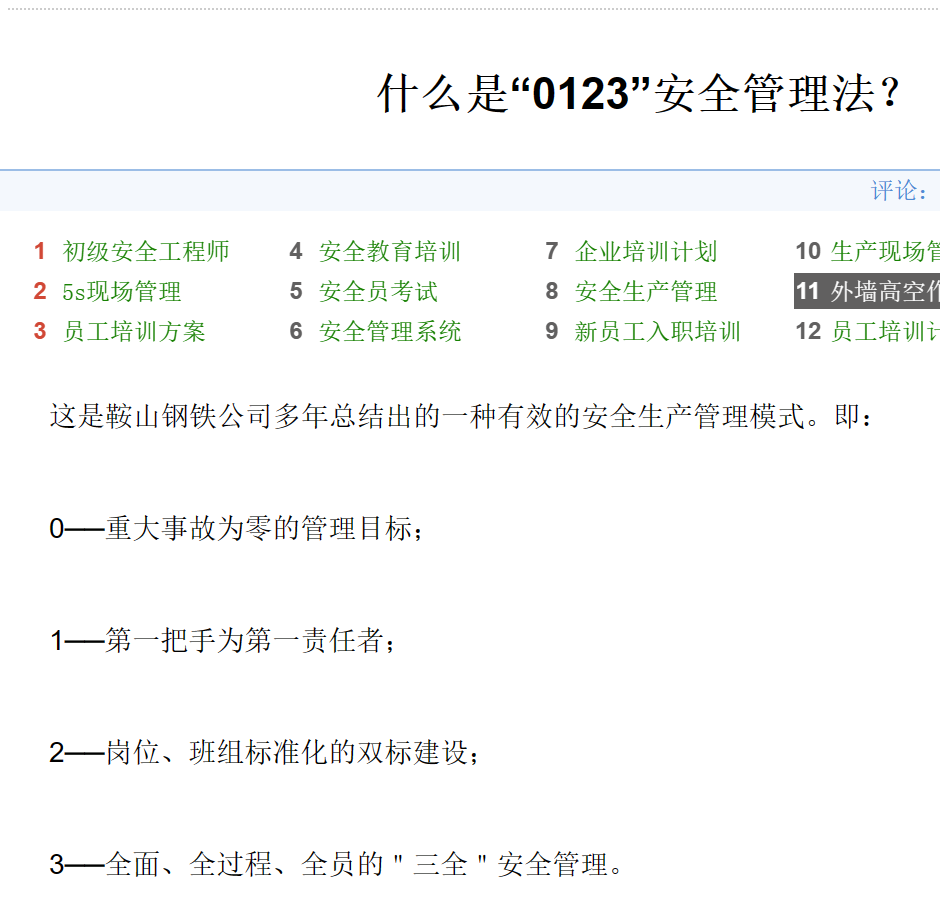 什么是“0123”安全管理法？
评论：
1 初级安全工程师 4 安全教育培训 7 企业培训计划 10 生产现场管
2 5s现场管理 5 安全员考试 8 安全生产管理 11 外墙高空作
3 员工培训方案 6 安全管理系统 9 新员工入职培训 12 员工培训计
这是鞍山钢铁公司多年总结出的一种有效的安全生产管理模式。即：
0──重大事故为零的管理目标；
1──第一把手为第一责任者；
2──岗位、班组标准化的双标建设；
3──全面、全过程、全员的＂三全＂安全管理。